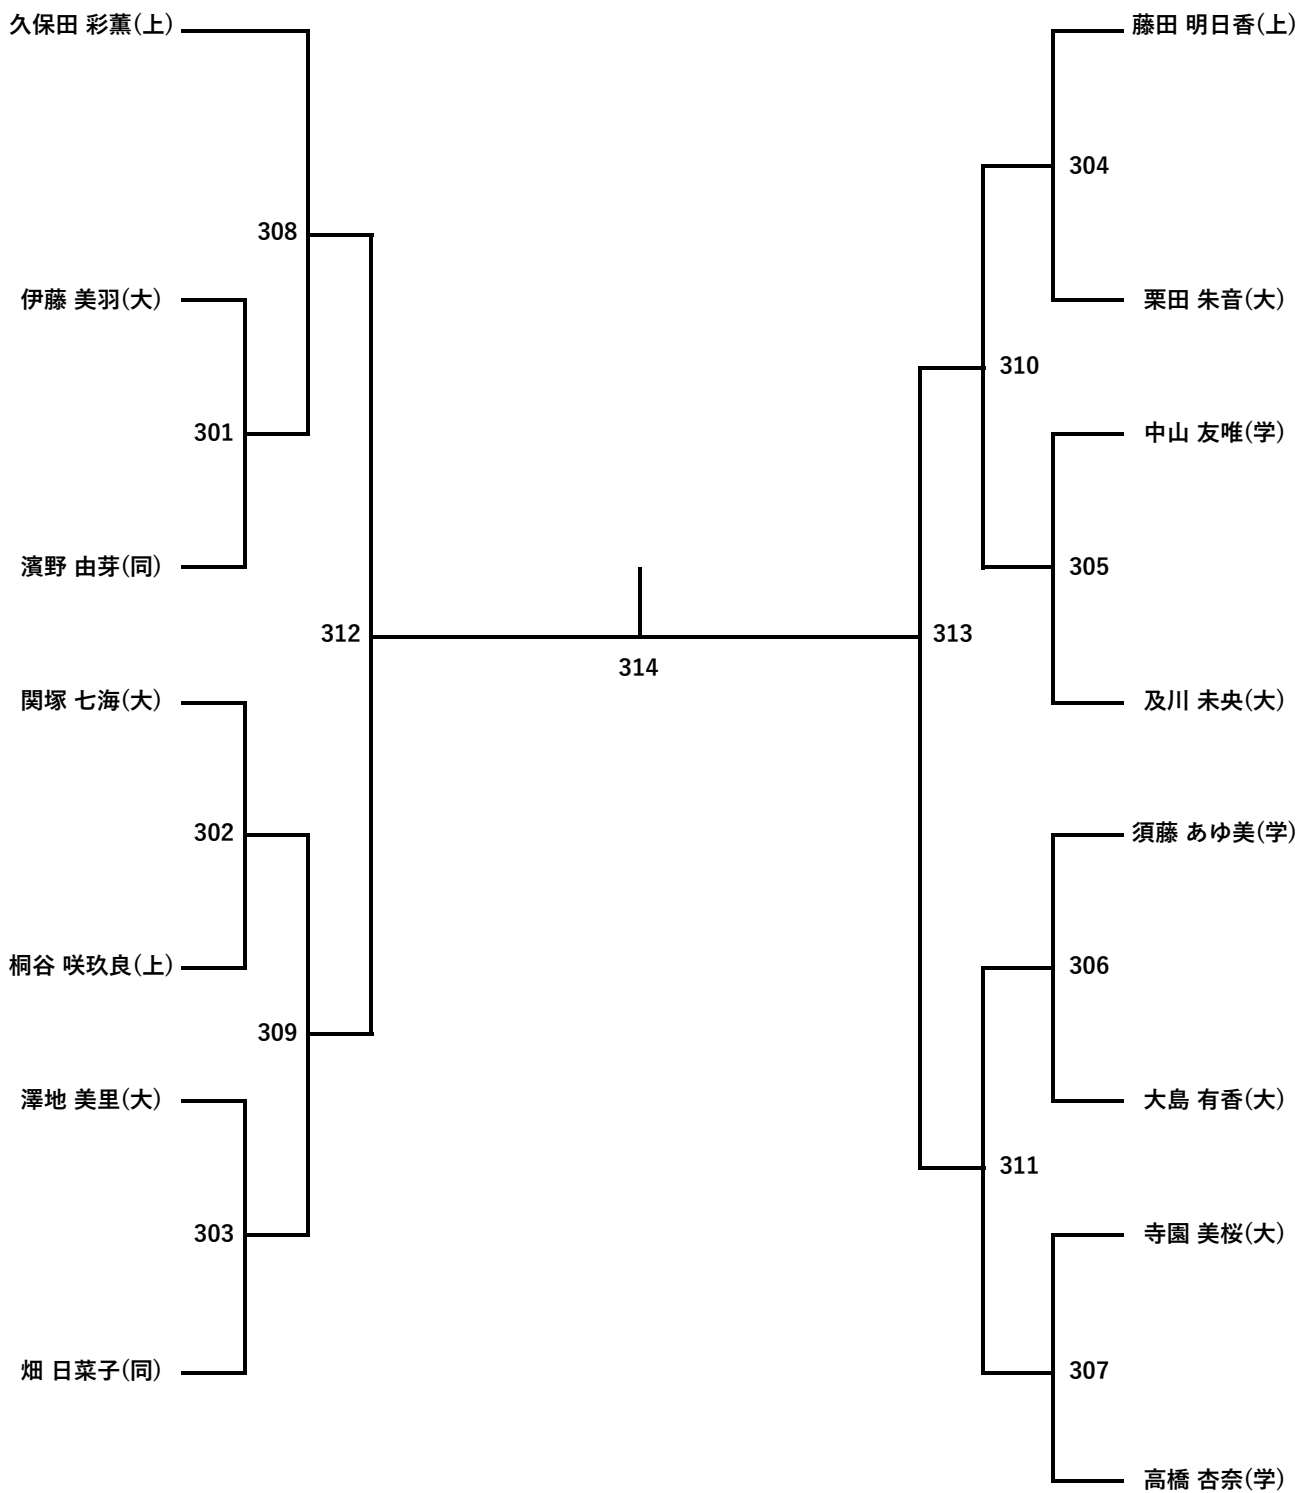 久保田 彩薫(上)
308
伊藤 美羽(大)
301
濱野 由芽(同)
312
関塚 七海(大)
302
桐谷 咲玖良(上)
309
澤地 美里(大)
303
畑 日菜子(同)
314
藤田 明日香(上)
304
栗田 朱音(大)
310
中山 友唯(学)
305
313
及川 未央(大)
須藤 あゆ美(学)
306
大島 有香(大)
311
寺園 美桜(大)
307
高橋 杏奈(学)